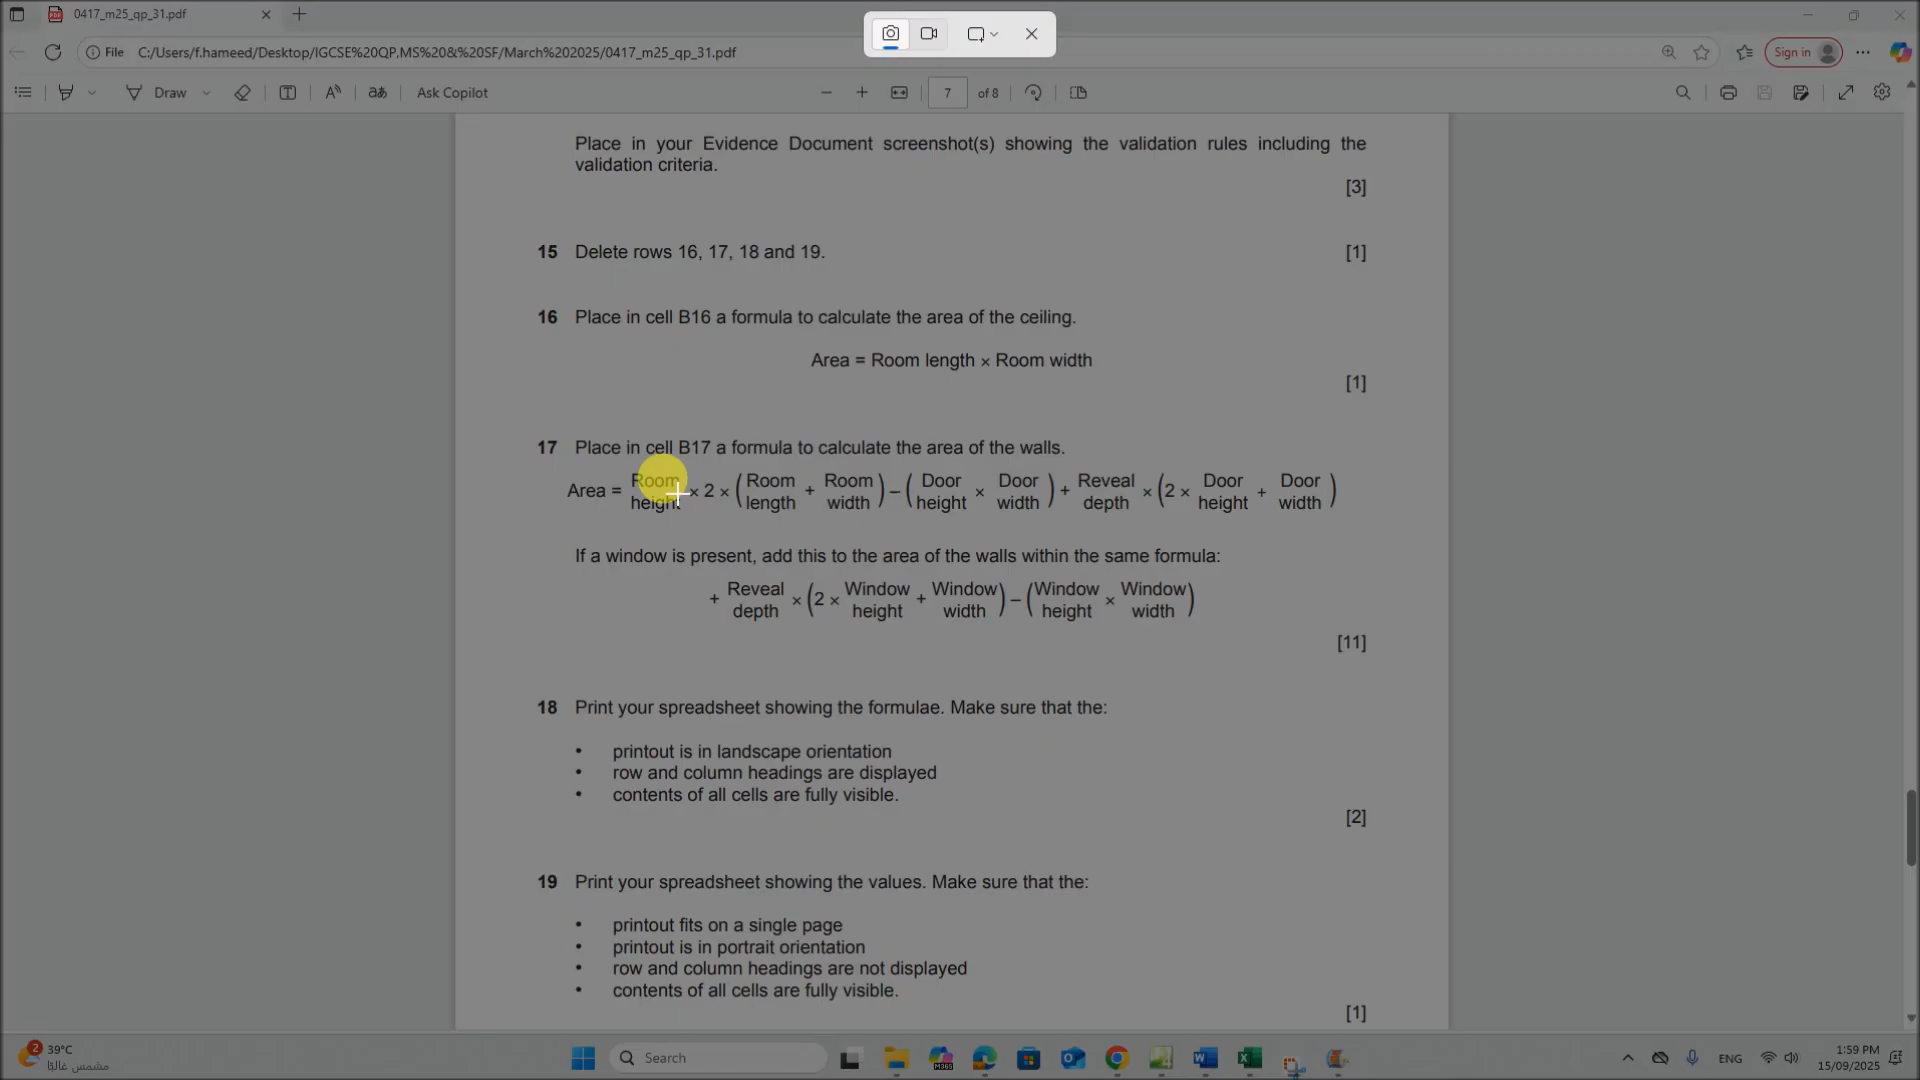 0417_m25_qp_31.pdf
File C:/Users/f.hameed/Desktop/IGCSE%20QP,MS%20&%20SF/March%202025/0417_m25_qp_31.pdf
Sign in
Draw
aあ
Ask Copilot
7 of 8
Place in your Evidence Document screenshot(s) showing the validation rules including the
validation criteria.
[3]
15 Delete rows 16, 17, 18 and 19. [1]
16 Place in cell B16 a formula to calculate the area of the ceiling.
Area = Room length × Room width
[1]
17 Place in cell B17 a formula to calculate the area of the walls.
Area = Room height × 2 × (Room length + Room width) – (Door height × Door width) + Reveal depth × (2 × Door height + Door width)
If a window is present, add this to the area of the walls within the same formula:
+ Reveal depth × (2 × Window height + Window width) – (Window height × Window width)
[11]
18 Print your spreadsheet showing the formulae. Make sure that the:
• printout is in landscape orientation
• row and column headings are displayed
• contents of all cells are fully visible.
[2]
19 Print your spreadsheet showing the values. Make sure that the:
• printout fits on a single page
• printout is in portrait orientation
• row and column headings are not displayed
• contents of all cells are fully visible.
[1]
2
39°C
مشمس غالبًا
Search
M365
ENG
1:59 PM
15/09/2025